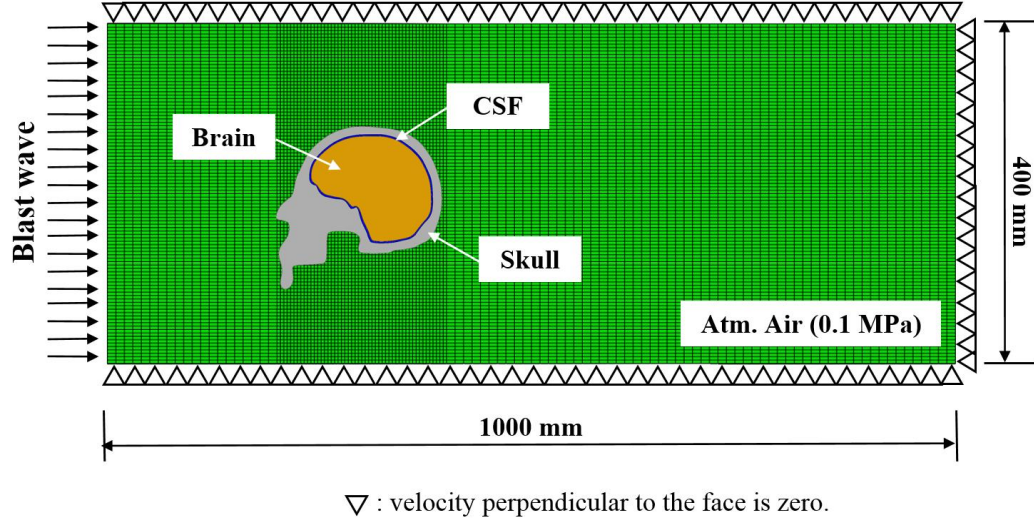 Blast wave
Brain
CSF
Skull
Atm. Air (0.1 MPa)
400 mm
1000 mm
: velocity perpendicular to the face is zero.